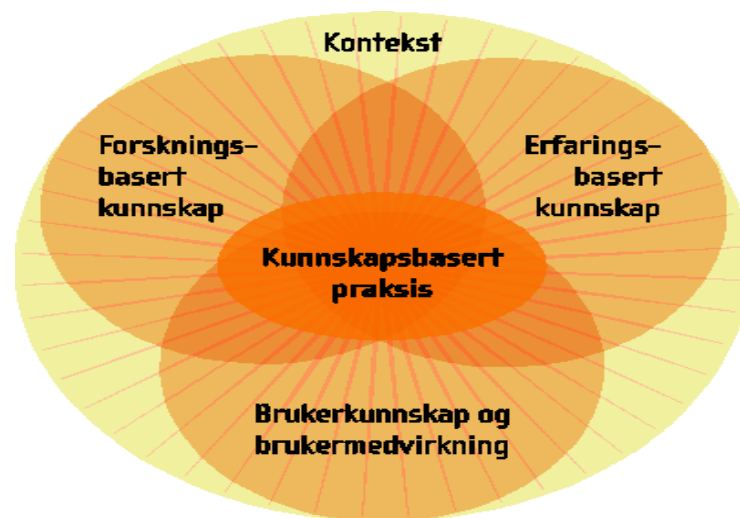 Kontekst
Forsknings-
basert
kunnskap
Erfarings-
basert
kunnskap
Kunnskapsbasert
praksis
Brukerkunnskap og
brukermedvirkning